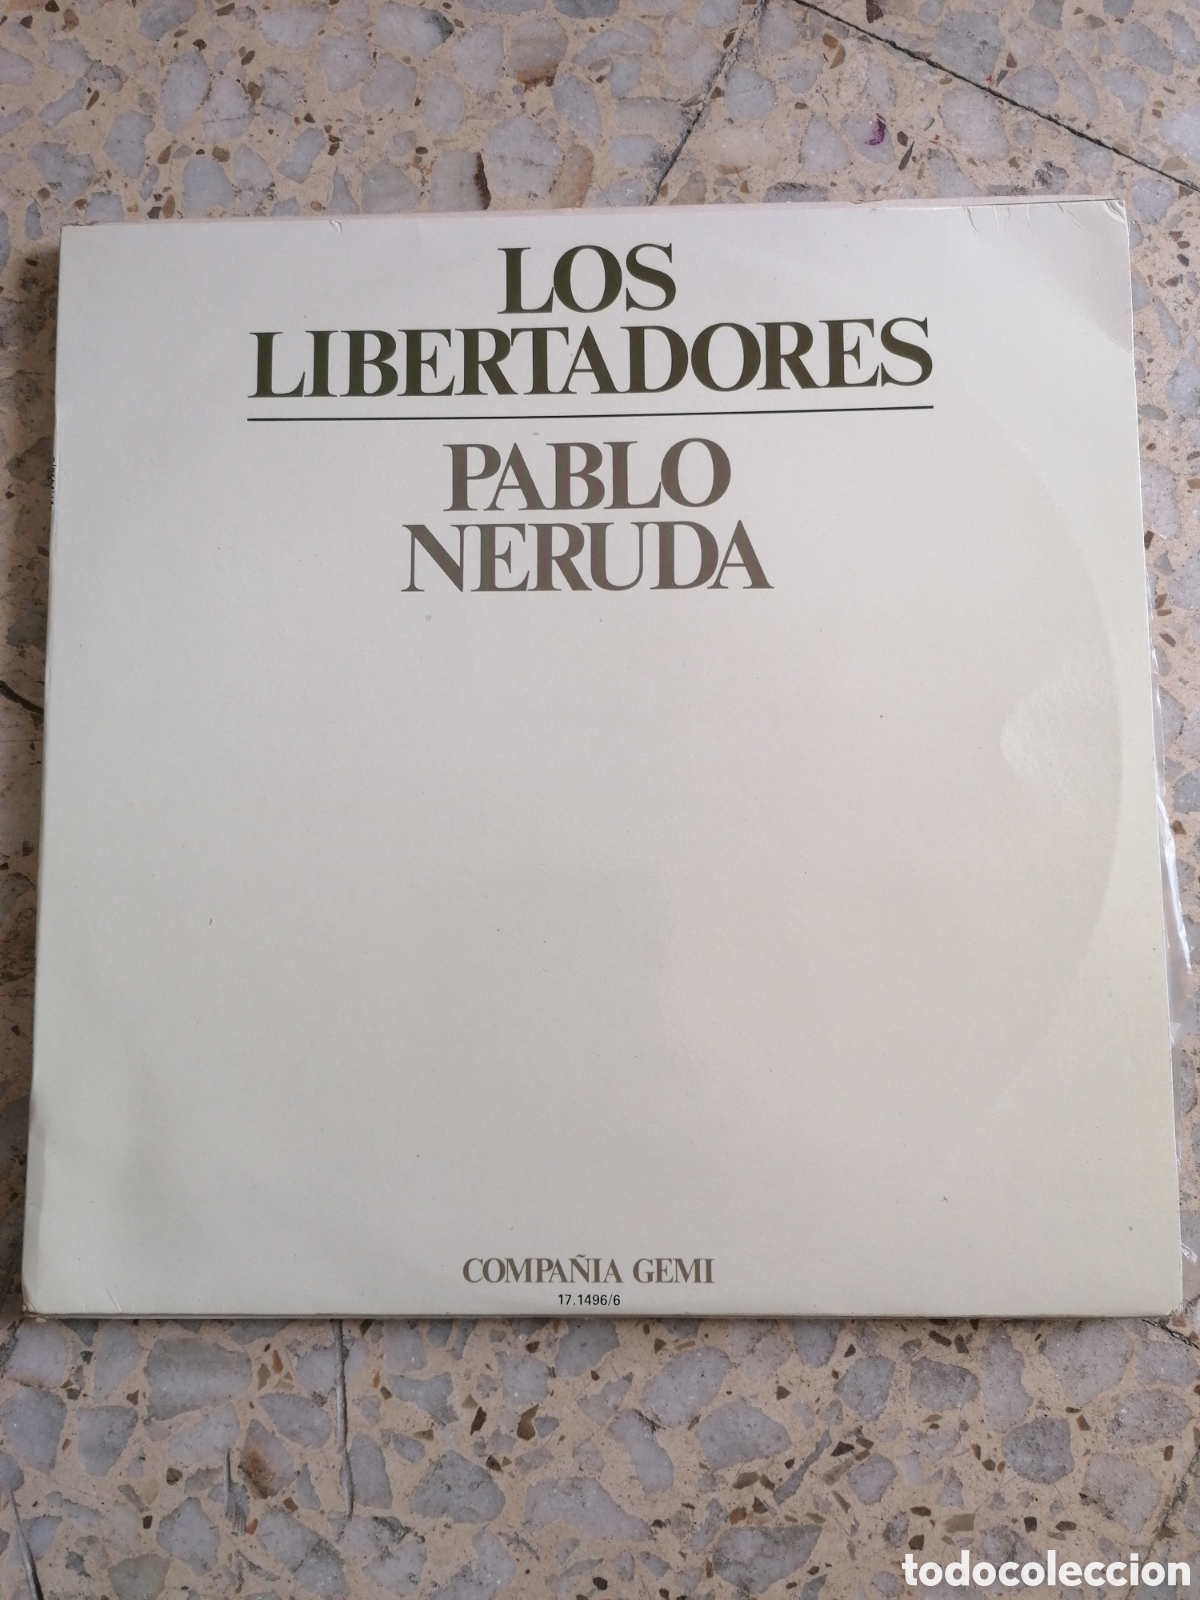 LOS
LIBERTADORES
PABLO
NERUDA
COMPAÑIA GEMI
17.1496/6
todocoleccion